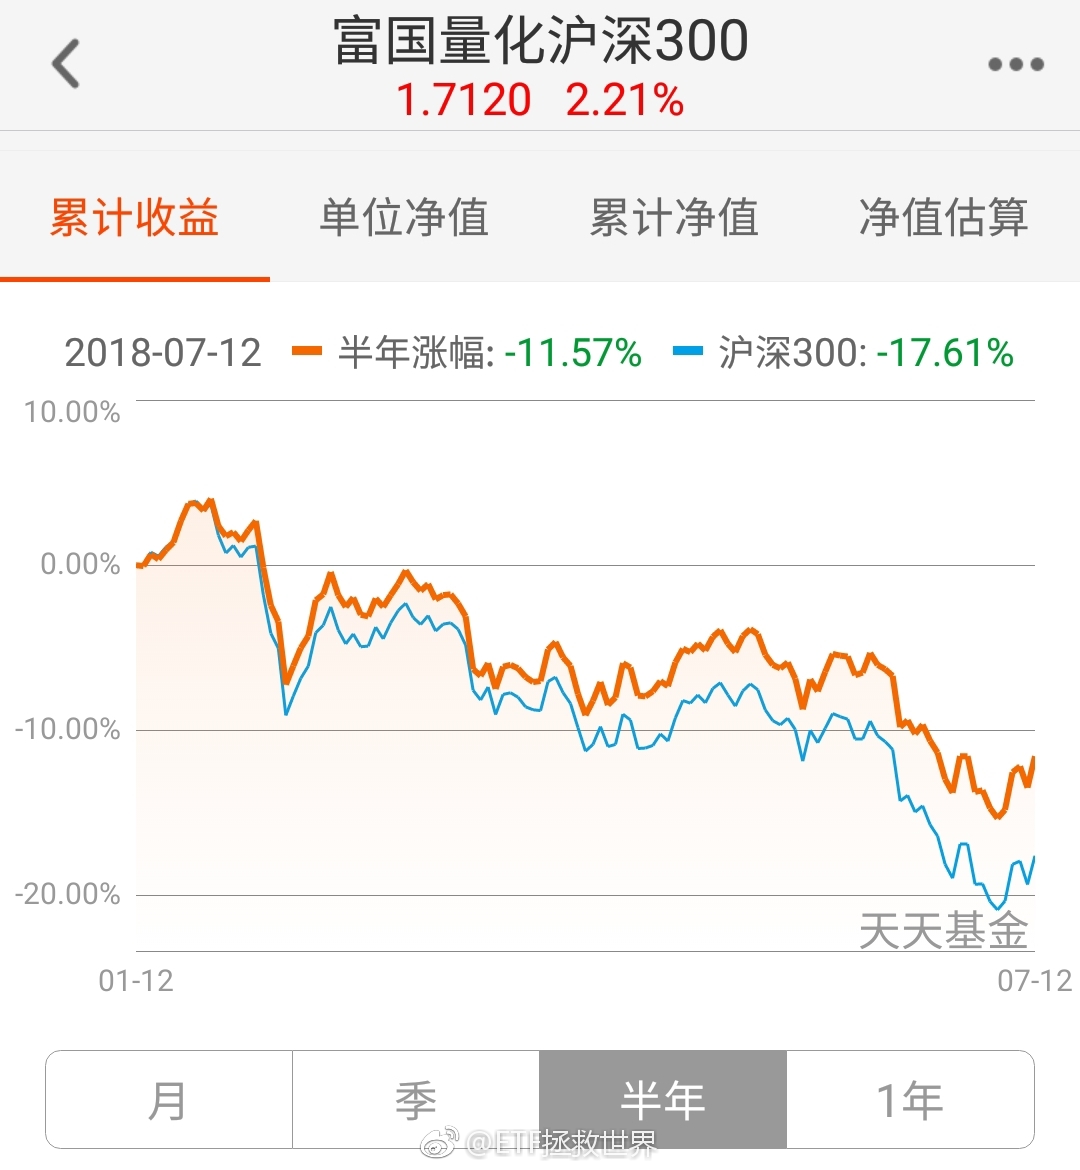 富国量化沪深300
1.7120 2.21%
累计收益 单位净值 累计净值 净值估算
2018-07-12 半年涨幅: -11.57% 沪深300: -17.61%
10.00%
0.00%
-10.00%
-20.00%
天天基金
01-12 07-12
月 季 半年 1年
@ETF拯救世界